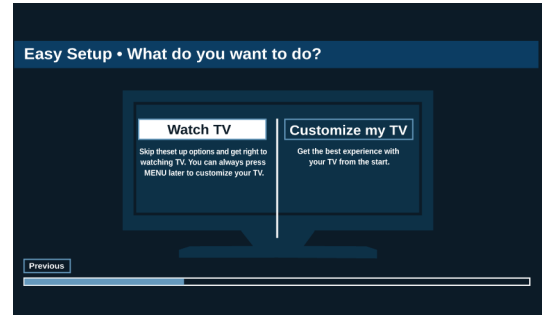 Easy Setup • What do you want to do?
Watch TV
Skip theset up options and get right to
watching TV. You can always press
MENU later to customize your TV.
Customize my TV
Get the best experience with
your TV from the start.
Previous